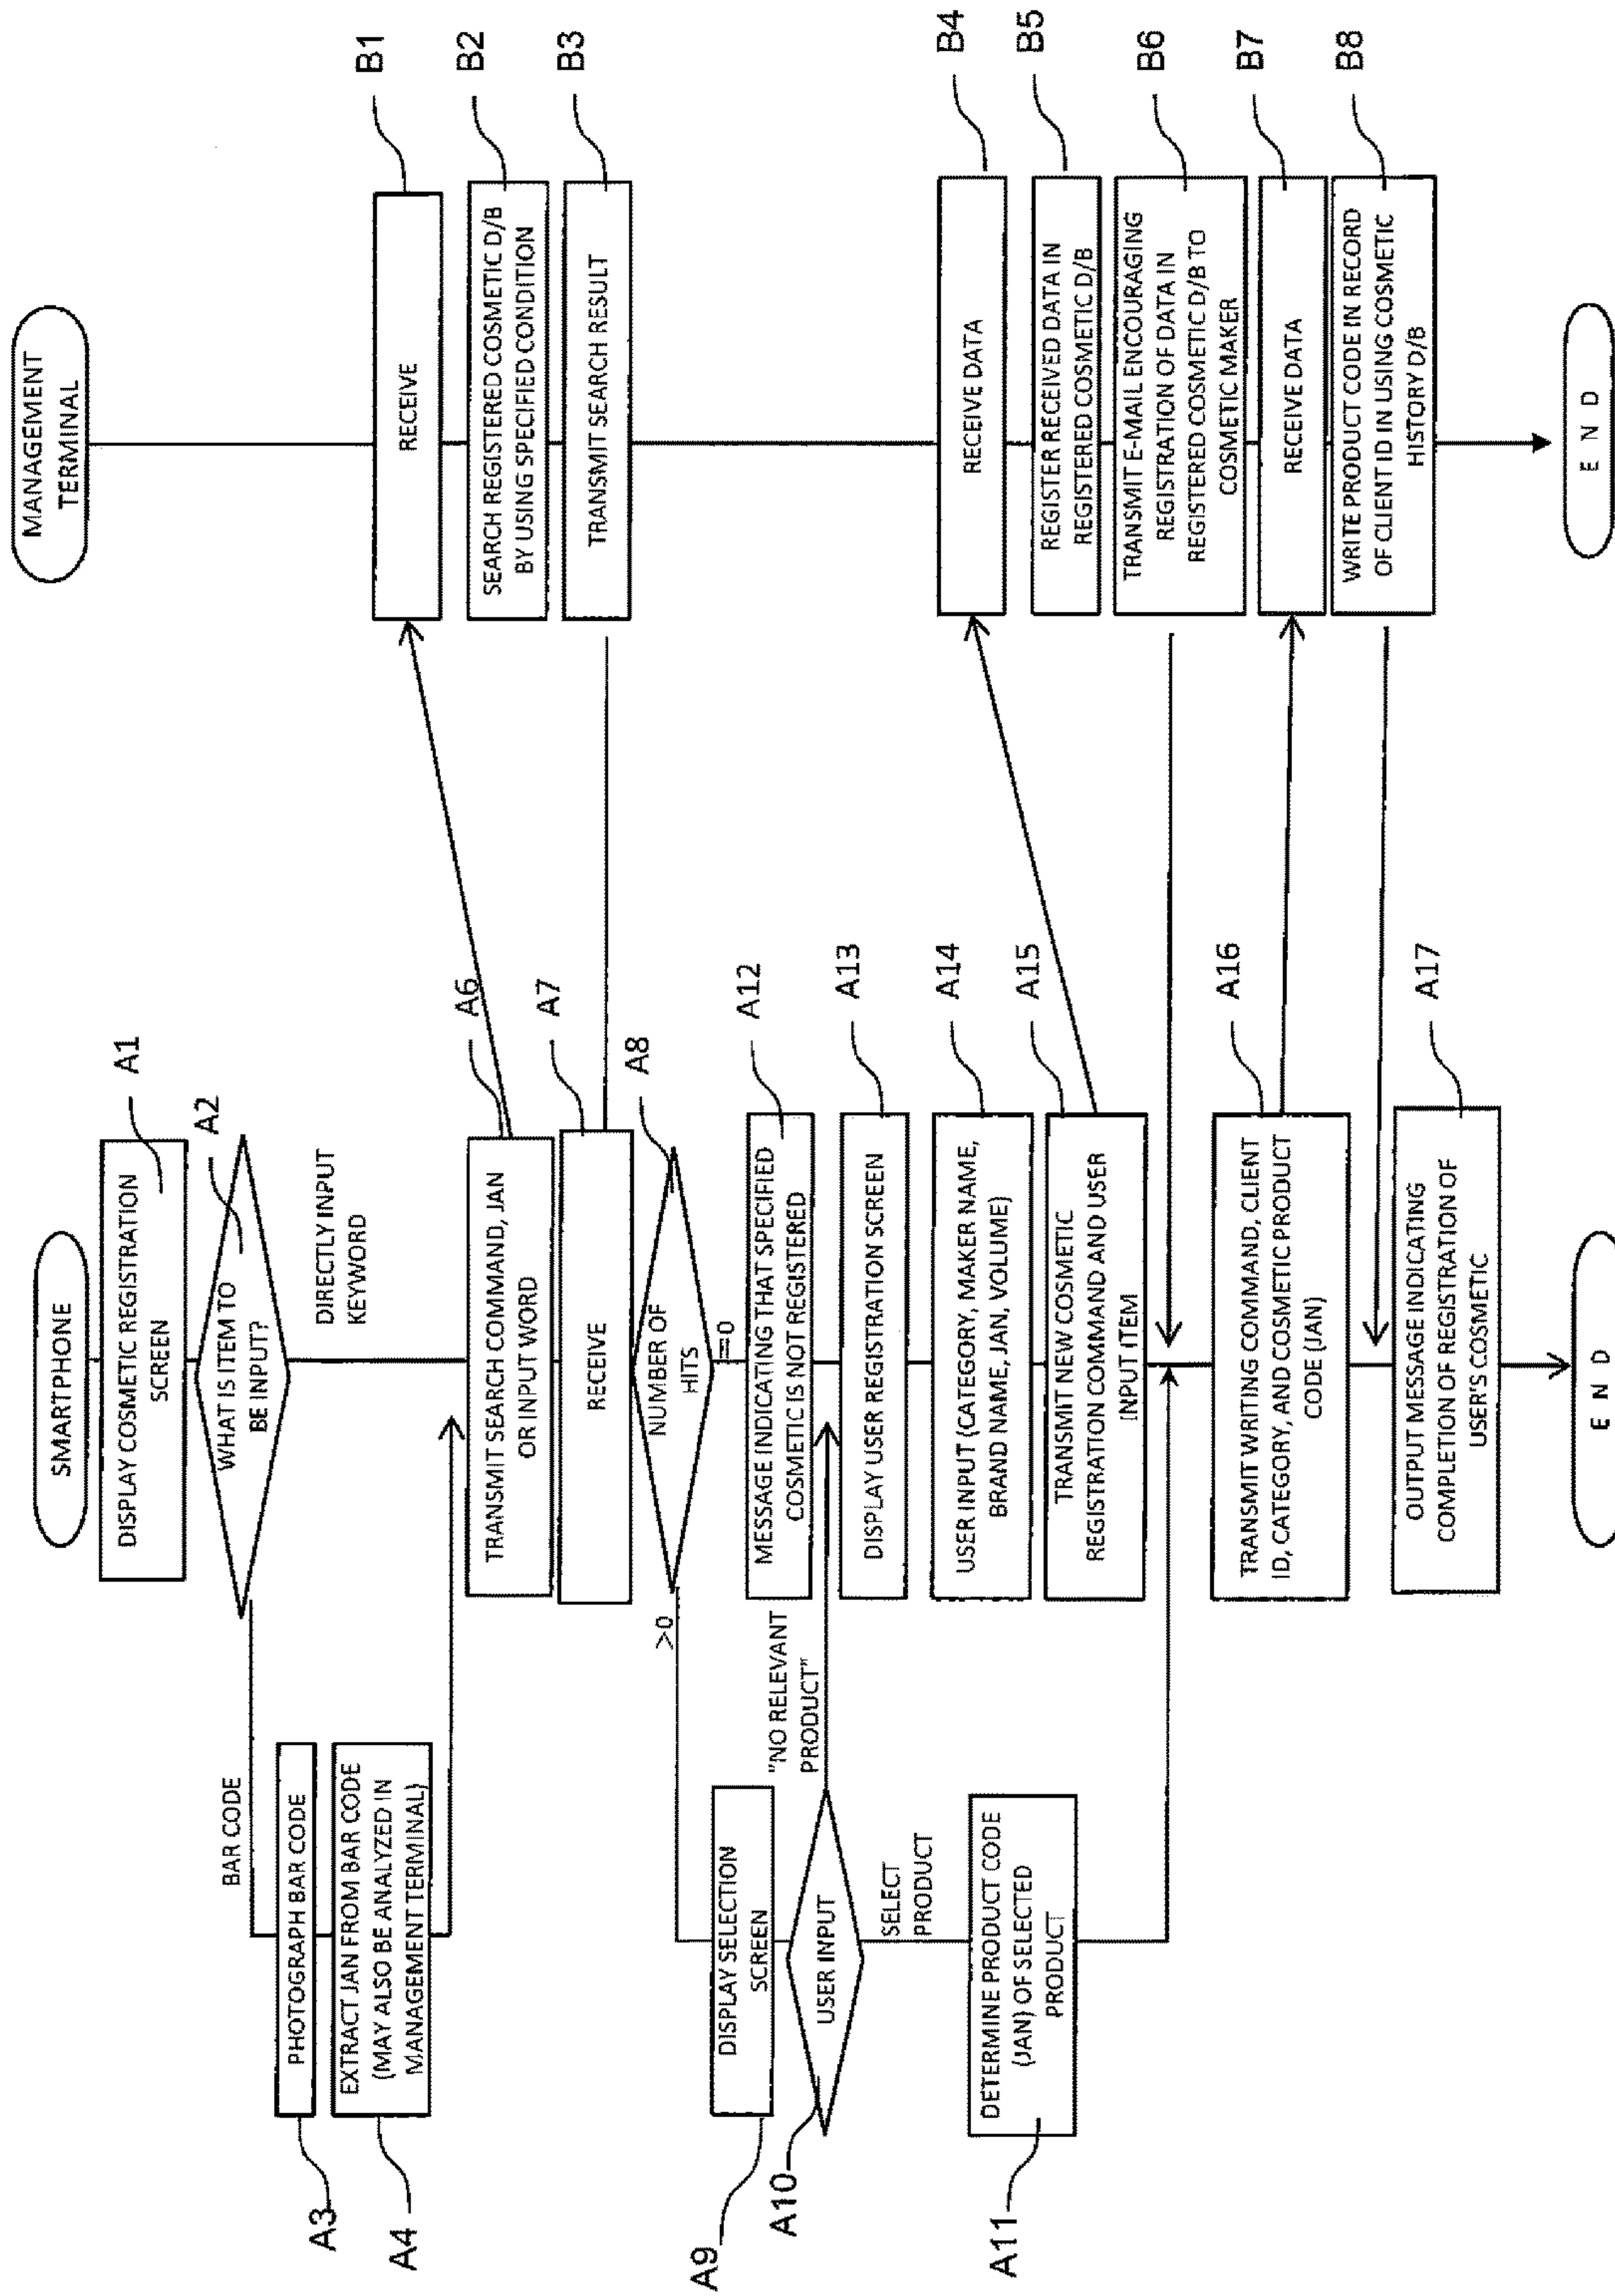 SMARTPHONE
DISPLAY COSMETIC REGISTRATION
SCREEN
A1
WHAT IS ITEM TO
BE INPUT?
A2
BAR CODE
DIRECTLY INPUT
KEYWORD
PHOTOGRAPH BAR CODE
A3
EXTRACT JAN FROM BAR CODE
(MAY ALSO BE ANALYZED IN
MANAGEMENT TERMINAL)
A4
TRANSMIT SEARCH COMMAND, JAN
OR INPUT WORD
A6
RECEIVE
A7
NUMBER OF
HITS
A8
>0
!=0
DISPLAY SELECTION
SCREEN
A9
USER INPUT
A10
"NO RELEVANT
PRODUCT"
SELECT
PRODUCT
DETERMINE PRODUCT CODE
(JAN) OF SELECTED
PRODUCT
A11
MESSAGE INDICATING THAT SPECIFIED
COSMETIC IS NOT REGISTERED
A12
DISPLAY USER REGISTRATION SCREEN
A13
USER INPUT (CATEGORY, MAKER NAME,
BRAND NAME, JAN, VOLUME)
A14
TRANSMIT NEW COSMETIC
REGISTRATION COMMAND AND USER
INPUT ITEM
A15
TRANSMIT WRITING COMMAND, CLIENT
ID, CATEGORY, AND COSMETIC PRODUCT
CODE (JAN)
A16
OUTPUT MESSAGE INDICATING
COMPLETION OF REGISTRATION OF
USER'S COSMETIC
A17
END
MANAGEMENT
TERMINAL
RECEIVE
B1
SEARCH REGISTERED COSMETIC D/B
BY USING SPECIFIED CONDITION
B2
TRANSMIT SEARCH RESULT
B3
RECEIVE DATA
B4
REGISTER RECEIVED DATA IN
REGISTERED COSMETIC D/B
B5
TRANSMIT E-MAIL ENCOURAGING
REGISTRATION OF DATA IN
REGISTERED COSMETIC D/B TO
COSMETIC MAKER
B6
RECEIVE DATA
B7
WRITE PRODUCT CODE IN RECORD
OF CLIENT ID IN USING COSMETIC
HISTORY D/B
B8
END